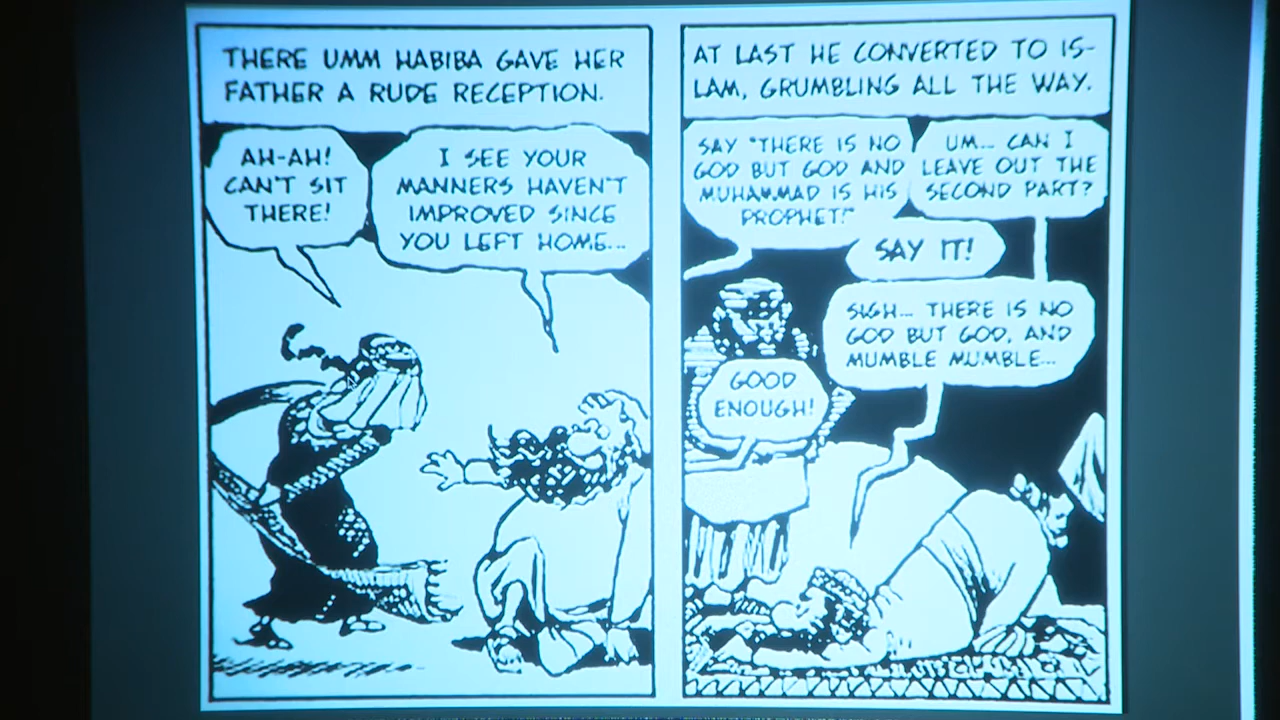 THERE UMM HABIBA GAVE HER
FATHER A RUDE RECEPTION.
AH-AH!
CAN'T SIT
THERE!
I SEE YOUR
MANNERS HAVEN'T
IMPROVED SINCE
YOU LEFT HOME...
AT LAST HE CONVERTED TO IS-
LAM, GRUMBLING ALL THE WAY.
SAY "THERE IS NO
GOD BUT GOD AND
MUHAMMAD IS HIS
PROPHET!"
UM... CAN I
LEAVE OUT THE
SECOND PART?
SAY IT!
SIGH... THERE IS NO
GOD BUT GOD, AND
MUMBLE MUMBLE...
GOOD
ENOUGH!